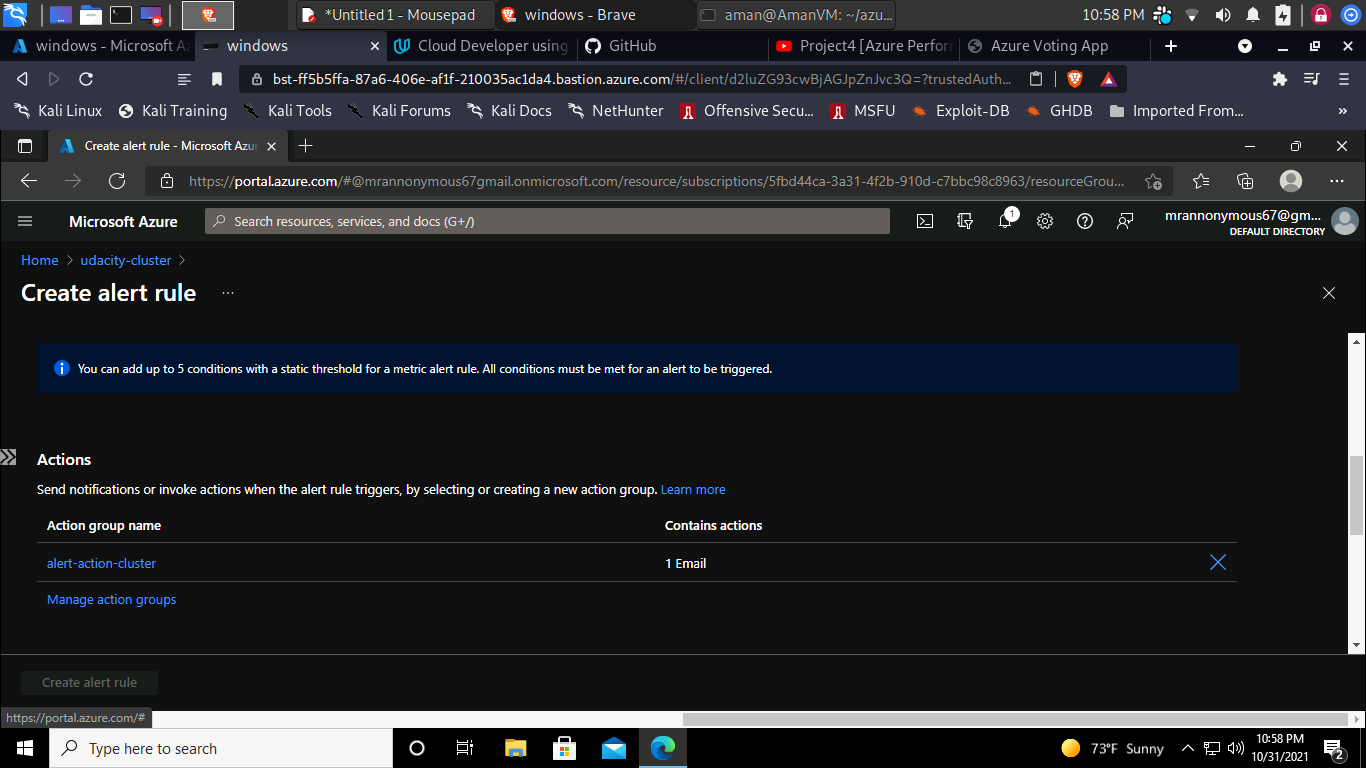 *Untitled 1 - Mousepad
windows - Brave
aman@AmanVM: ~/azu...
10:58 PM
windows - Microsoft Az
windows
Cloud Developer using
GitHub
Project4 [Azure Perforr
Azure Voting App
bst-ff5b5ffa-87a6-406e-af1f-210035ac1da4.bastion.azure.com/#/client/d2luZG93cwBjAGJpZnJvc3Q=?trustedAuth...
Kali Linux
Kali Training
Kali Tools
Kali Forums
Kali Docs
NetHunter
Offensive Secu...
MSFU
Exploit-DB
GHDB
Imported From...
»
Create alert rule - Microsoft Azur
https://portal.azure.com/#@mrannonymous67gmail.onmicrosoft.com/resource/subscriptions/5fbd44ca-3a31-4f2b-910d-c7bbc98c8963/resourceGrou...
Microsoft Azure
Search resources, services, and docs (G+/)
1
mrannonymous67@gm...
DEFAULT DIRECTORY
Home > udacity-cluster >
Create alert rule ...
You can add up to 5 conditions with a static threshold for a metric alert rule. All conditions must be met for an alert to be triggered.
Actions
Send notifications or invoke actions when the alert rule triggers, by selecting or creating a new action group. Learn more
Action group name
Contains actions
alert-action-cluster
1 Email
Manage action groups
Create alert rule
https://portal.azure.com/#
Type here to search
73°F Sunny
10:58 PM
10/31/2021
2